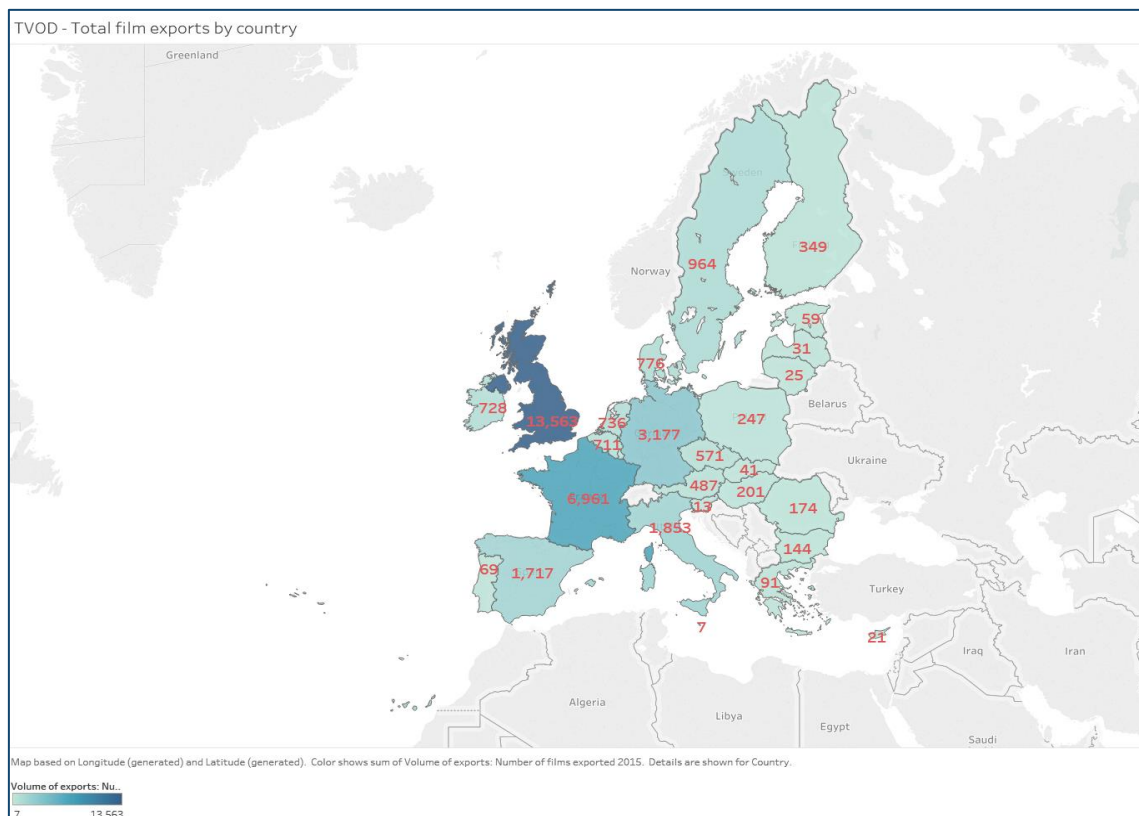 TVOD - Total film exports by country
Greenland
Sweden
349
964
Norway
59
31
776
25
Belarus
728
13,563
736
247
3,177
711
571
Ukraine
41
487
201
6,961
13
174
1,853
144
69
1,717
91
Turkey
7
21
Iraq
Iran
Algeria
Libya
Egypt
Saudi
Map based on Longitude (generated) and Latitude (generated). Color shows sum of Volume of exports: Number of films exported 2015. Details are shown for Country.
Volume of exports: Nu..
7
13,563